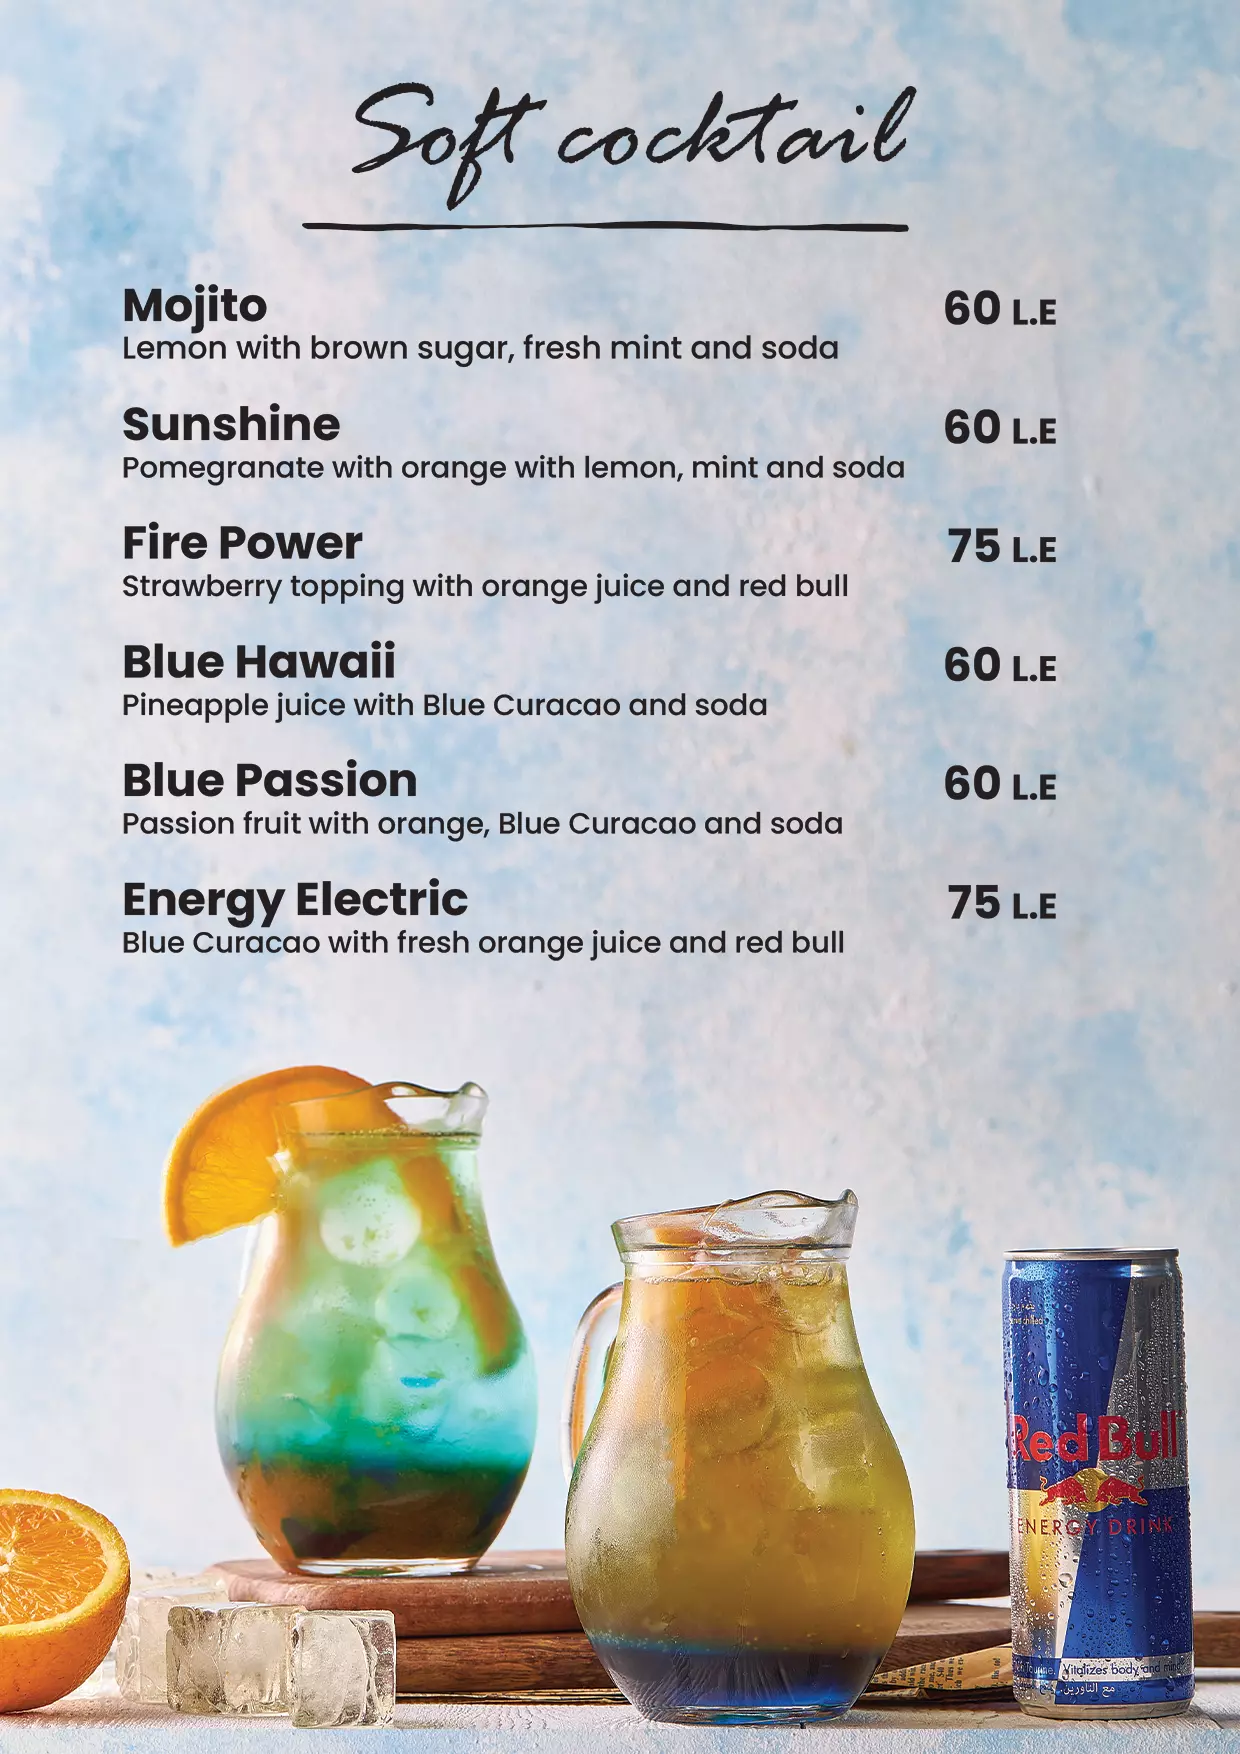 Soft cocktail
Mojito 60 L.E
Lemon with brown sugar, fresh mint and soda
Sunshine 60 L.E
Pomegranate with orange with lemon, mint and soda
Fire Power 75 L.E
Strawberry topping with orange juice and red bull
Blue Hawaii 60 L.E
Pineapple juice with Blue Curacao and soda
Blue Passion 60 L.E
Passion fruit with orange, Blue Curacao and soda
Energy Electric 75 L.E
Blue Curacao with fresh orange juice and red bull
Red Bull
ENERGY DRINK
Vitalizes body and mind
مع التاورين